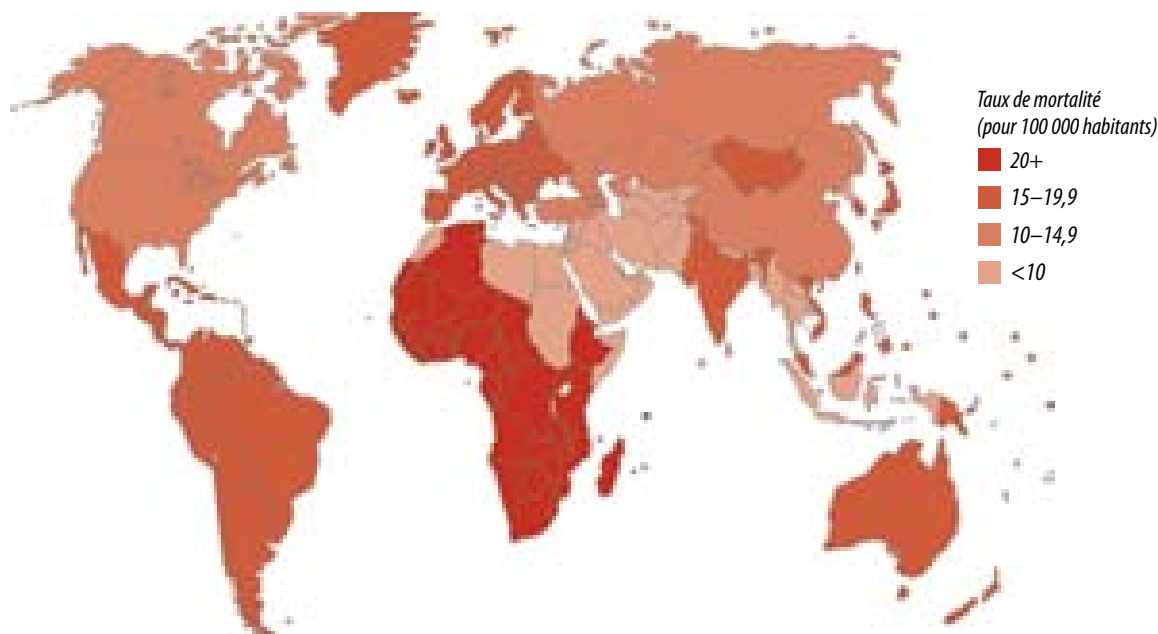 Taux de mortalité
(pour 100 000 habitants)
20+
15–19,9
10–14,9
<10